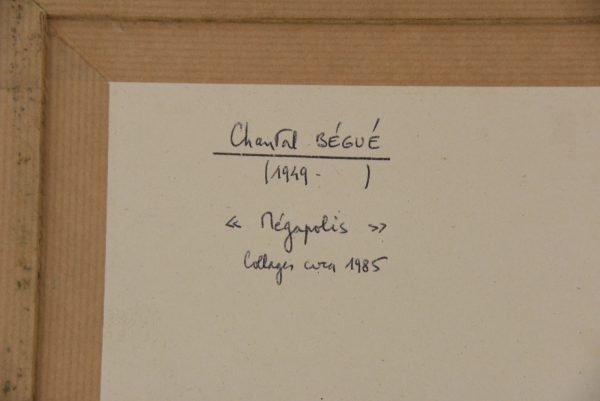 Chantal BÉGUÉ
(1949 -      )
« Mégapolis »
Collages circa 1985